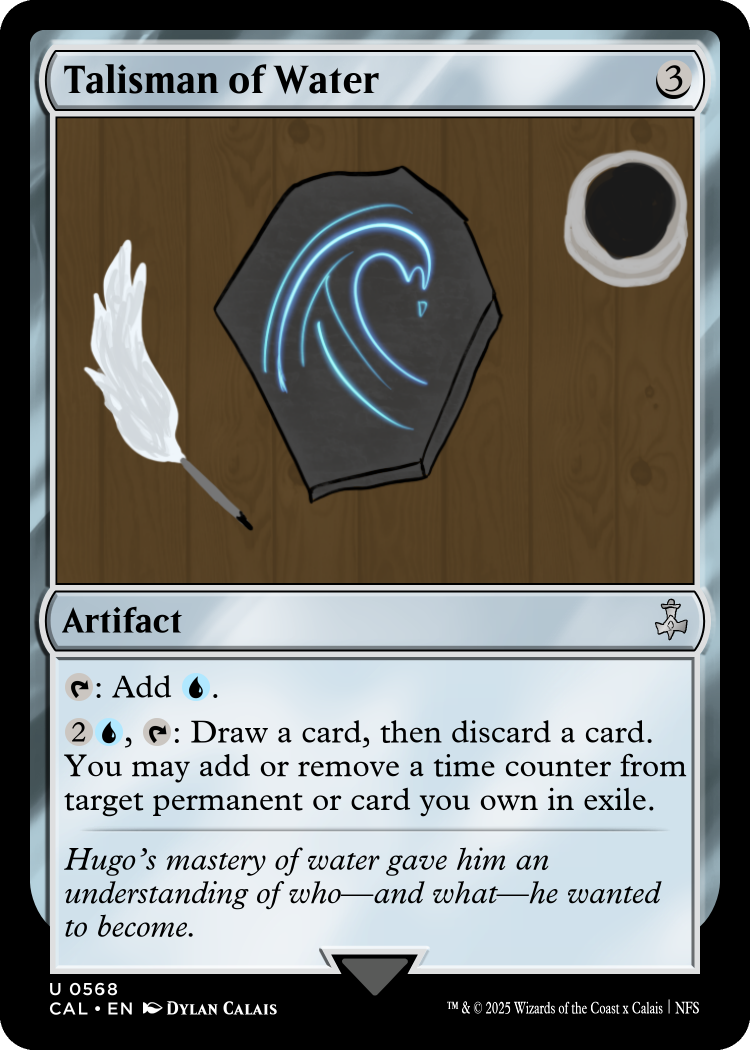 Talisman of Water 3
Artifact
: Add .
2 , : Draw a card, then discard a card.
You may add or remove a time counter from
target permanent or card you own in exile.
Hugo’s mastery of water gave him an
understanding of who—and what—he wanted
to become.
U 0568
CAL • EN DYLAN CALAIS
™ & © 2025 Wizards of the Coast x Calais | NFS